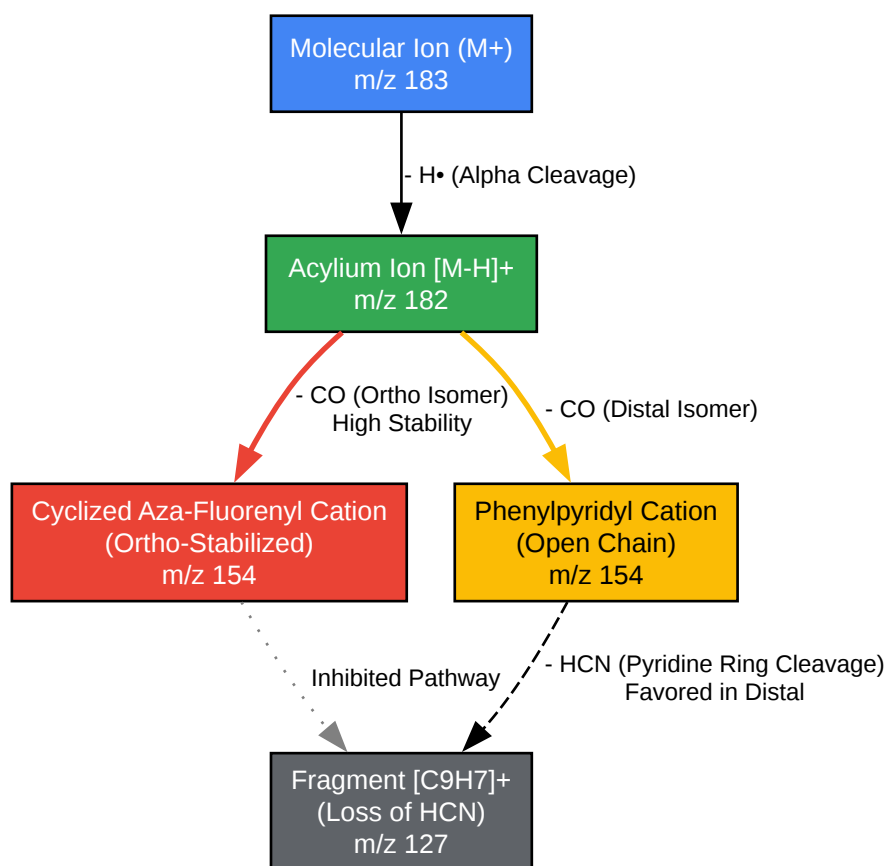 Molecular Ion (M+)
m/z 183
- H• (Alpha Cleavage)
Acylium Ion [M-H]+
m/z 182
- CO (Ortho Isomer)
High Stability
- CO (Distal Isomer)
Cyclized Aza-Fluorenyl Cation
(Ortho-Stabilized)
m/z 154
Phenylpyridyl Cation
(Open Chain)
m/z 154
Inhibited Pathway
- HCN (Pyridine Ring Cleavage)
Favored in Distal
Fragment [C9H7]+
(Loss of HCN)
m/z 127